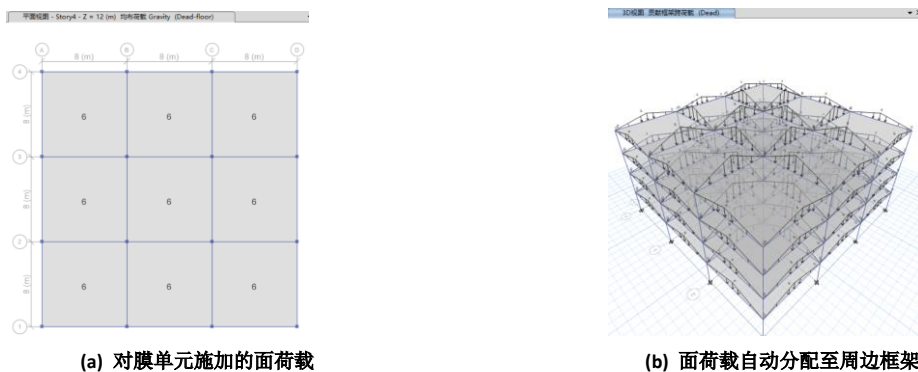 平面视图 - Story4 - Z = 12 (m) 均布荷载 Gravity (Dead-floor)
3D视图 贡献框架跨荷载 (Dead)
A B C D
8 (m) 8 (m) 8 (m)
4
8 (m)
6 6 6
3
8 (m)
6 6 6
2
8 (m)
6 6 6
1
(a) 对膜单元施加的面荷载
(b) 面荷载自动分配至周边框架